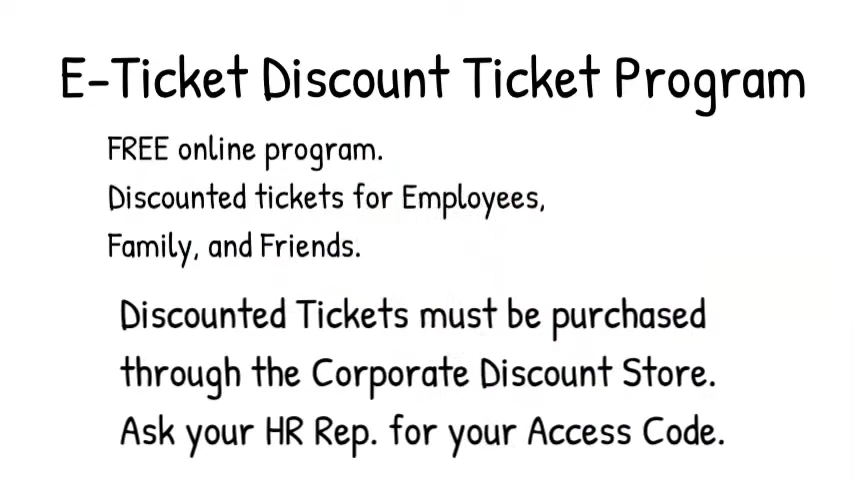 E-Ticket Discount Ticket Program
FREE online program.
Discounted tickets for Employees,
Family, and Friends.
Discounted Tickets must be purchased
through the Corporate Discount Store.
Ask your HR Rep. for your Access Code.